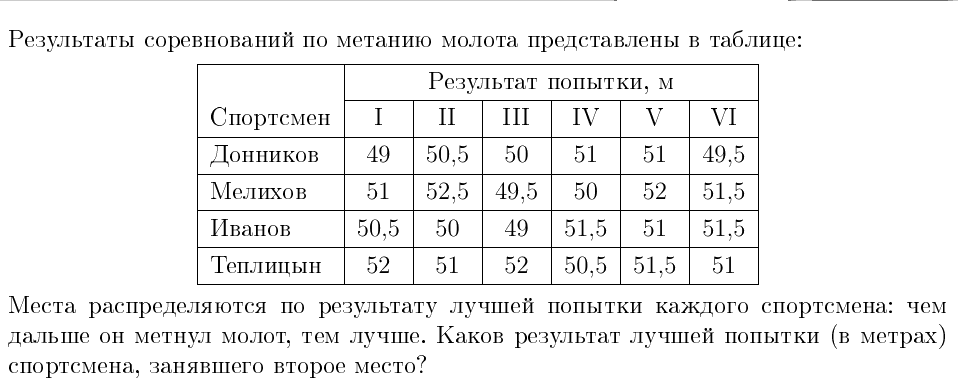 Результаты соревнований по метанию молота представлены в таблице:
Результат попытки, м
Спортсмен I II III IV V VI
Донников 49 50,5 50 51 51 49,5
Мелихов 51 52,5 49,5 50 52 51,5
Иванов 50,5 50 49 51,5 51 51,5
Теплицын 52 51 52 50,5 51,5 51
Места распределяются по результату лучшей попытки каждого спортсмена: чем
дальше он метнул молот, тем лучше. Каков результат лучшей попытки (в метрах)
спортсмена, занявшего второе место?